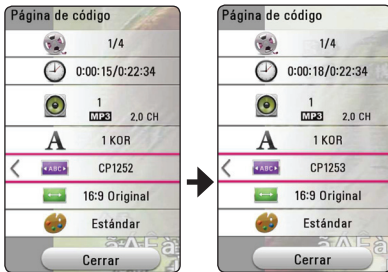 Página de código
1/4
0:00:15/0:22:34
1
MP3 2,0 CH
A 1 KOR
ABC CP1252
16:9 Original
Estándar
Cerrar
Página de código
1/4
0:00:18/0:22:34
1
MP3 2,0 CH
A 1 KOR
ABC CP1253
16:9 Original
Estándar
Cerrar